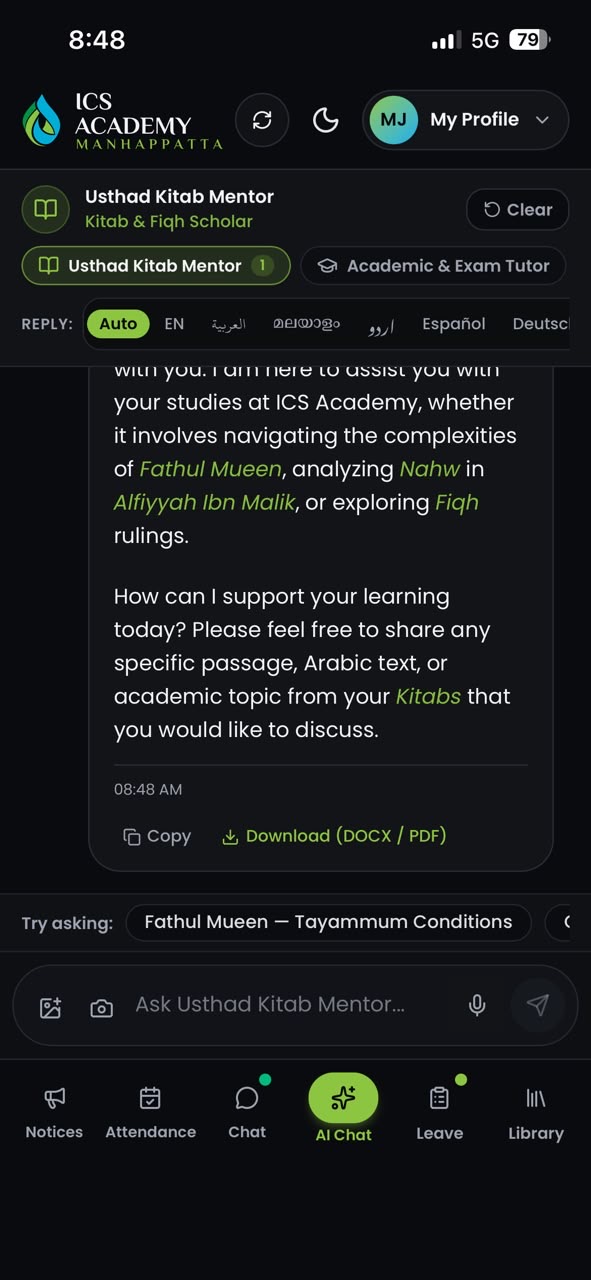 8:48
5G
79
ICS
ACADEMY
MANHAPPATTA
MJ
My Profile
Usthad Kitab Mentor
Kitab & Fiqh Scholar
Clear
Usthad Kitab Mentor 1
Academic & Exam Tutor
REPLY: Auto EN العربية മലയാളം اردو Español Deutsc
with you. I am here to assist you with
your studies at ICS Academy, whether
it involves navigating the complexities
of Fathul Mueen, analyzing Nahw in
Alfiyyah Ibn Malik, or exploring Fiqh
rulings.
How can I support your learning
today? Please feel free to share any
specific passage, Arabic text, or
academic topic from your Kitabs that
you would like to discuss.
08:48 AM
Copy
Download (DOCX / PDF)
Try asking: Fathul Mueen — Tayammum Conditions
Ask Usthad Kitab Mentor...
Notices Attendance Chat AI Chat Leave Library